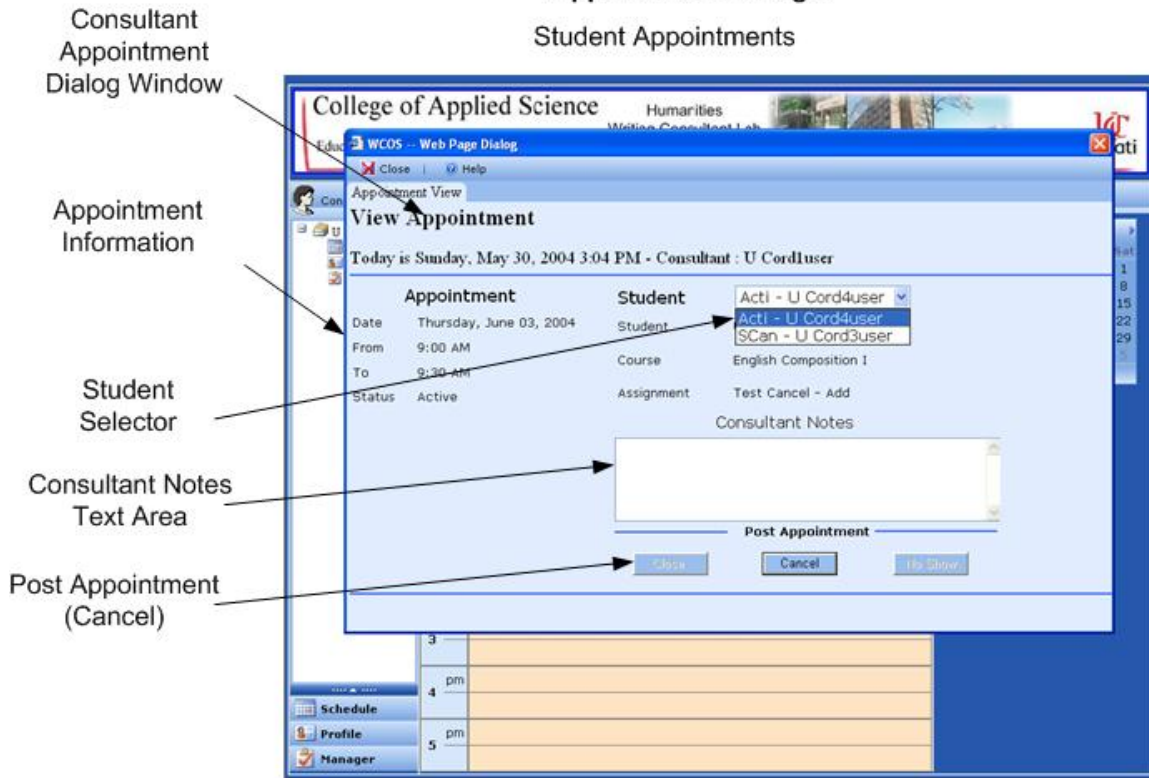 Student Appointments
Consultant
Appointment
Dialog Window
Appointment
Information
Student
Selector
Consultant Notes
Text Area
Post Appointment
(Cancel)
College of Applied Science
Humanities
Writing Consultant Lab
UC
WCOS -- Web Page Dialog
Close | Help
Appointment View
View Appointment
Today is Sunday, May 30, 2004 3:04 PM - Consultant : U Cord1user
Appointment
Date Thursday, June 03, 2004
From 9:00 AM
To 9:30 AM
Status Active
Student Acti - U Cord4user
Acti - U Cord4user
SCan - U Cord3user
Student
Course English Composition I
Assignment Test Cancel - Add
Consultant Notes
Post Appointment
Close Cancel No Show
Sat
1
8
15
22
29
5
3
4 pm
5 pm
Schedule
Profile
Manager